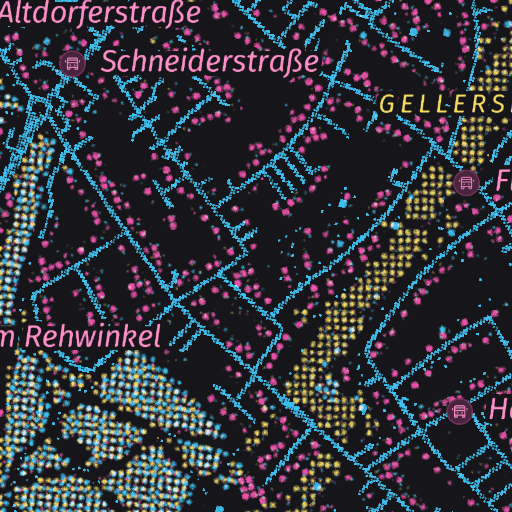 Altdorferstraße
Schneiderstraße
GELLERS
m Rehwinkel